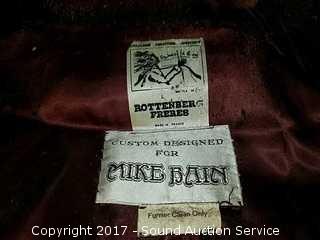 ROTTENBERG
FRERES
MADE IN FRANCE
CUSTOM DESIGNED
FOR
MIKE BAIN
Furrier Clean Only
Copyright 2017 - Sound Auction Service